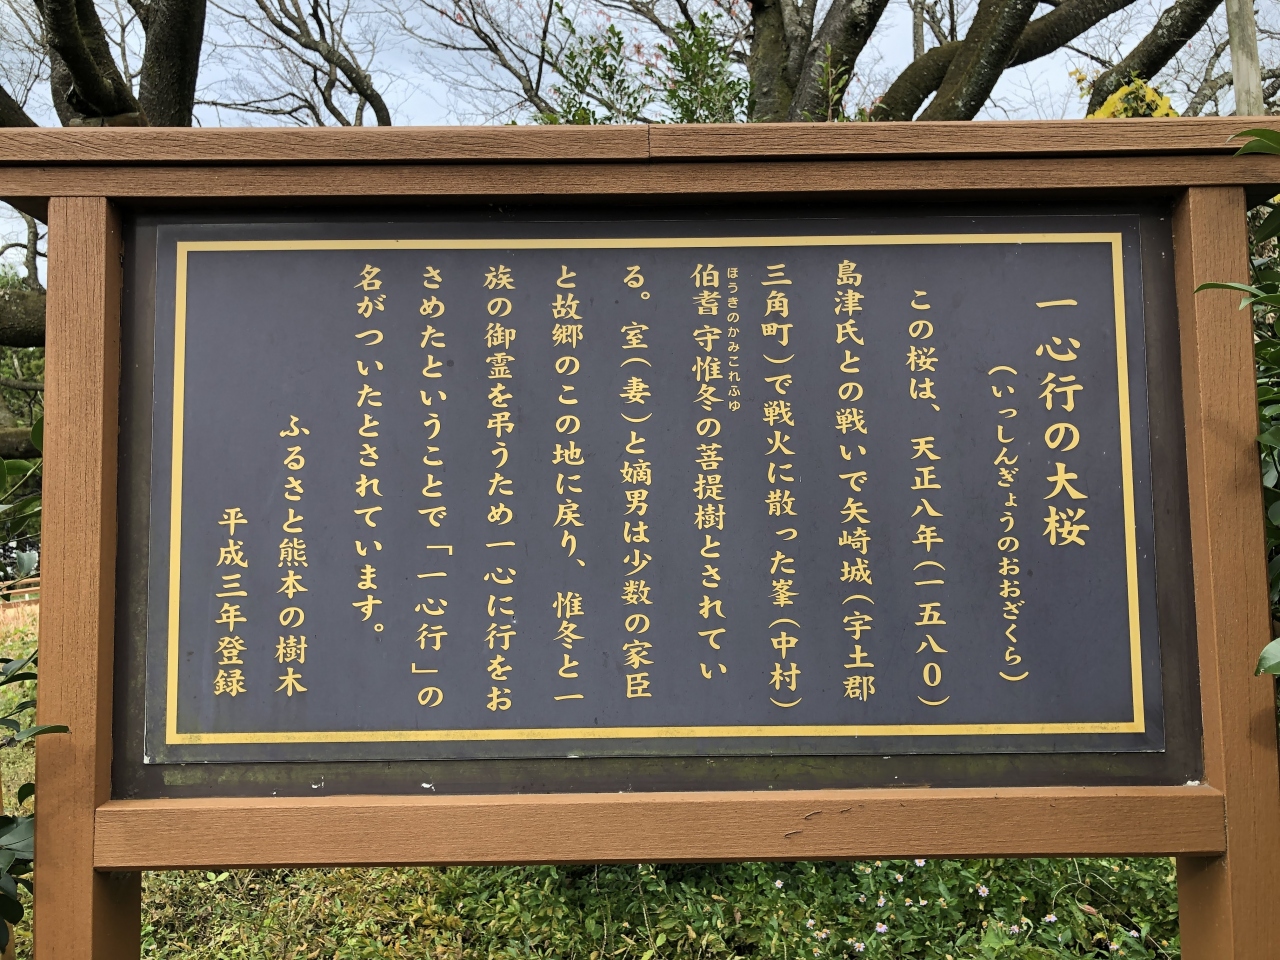 一心行の大桜
（いっしんぎょうのおおざくら）
この桜は、天正八年（一五八〇）
島津氏との戦いで矢崎城（宇土郡
三角町）で戦火に散った峯（中村）
ほうきのかみこれふゆ
伯耆守惟冬の菩提樹とされてい
る。室（妻）と嫡男は少数の家臣
と故郷のこの地に戻り、惟冬と一
族の御霊を弔うため一心に行をお
さめたということで「一心行」の
名がついたとされています。
ふるさと熊本の樹木
平成三年登録